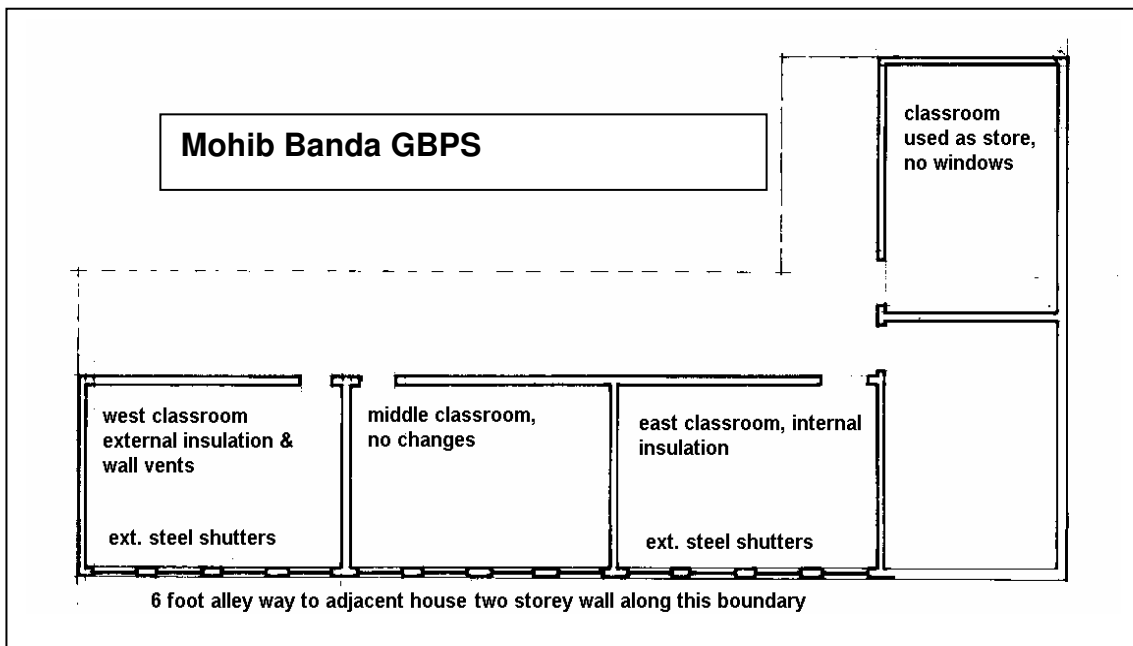 Mohib Banda GBPS
classroom
used as store,
no windows
west classroom
external insulation &
wall vents
middle classroom,
no changes
east classroom, internal
insulation
ext. steel shutters
ext. steel shutters
6 foot alley way to adjacent house two storey wall along this boundary